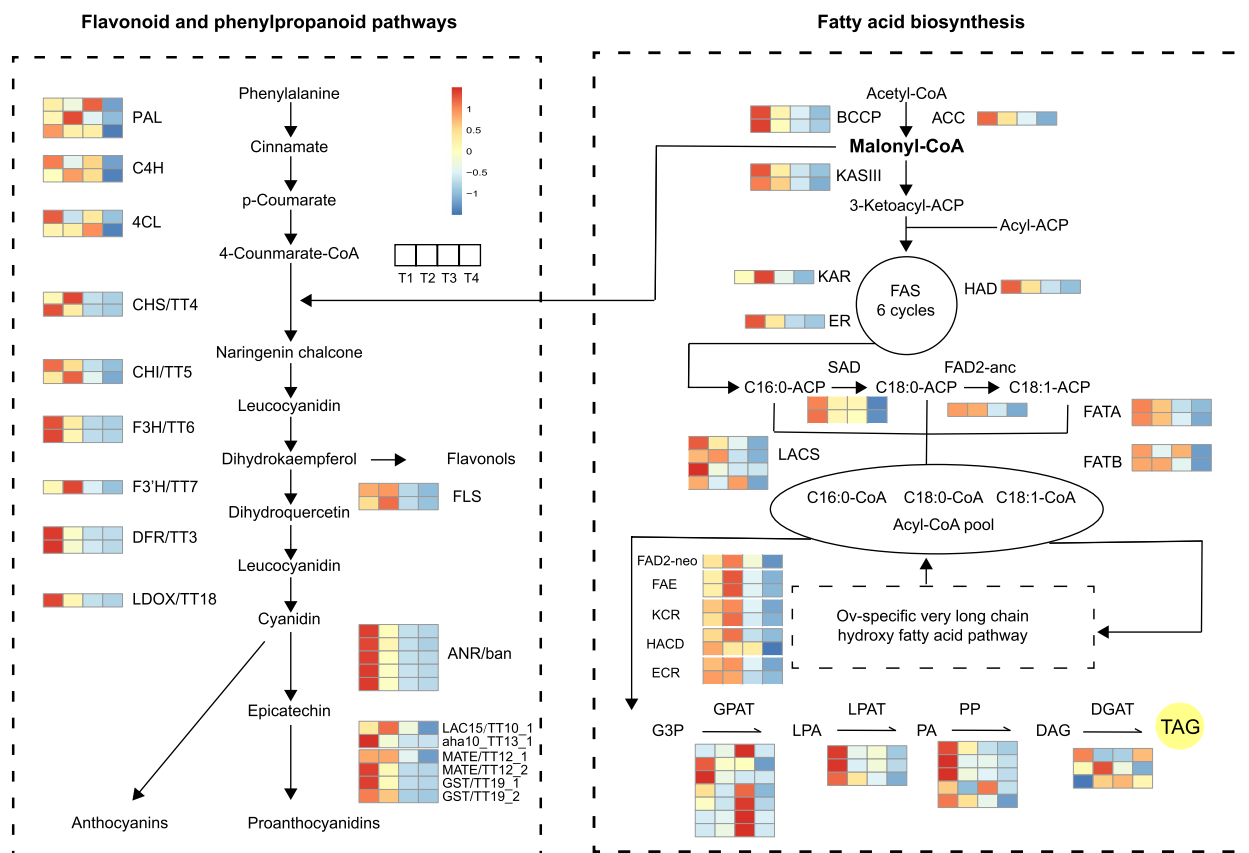 Flavonoid and phenylpropanoid pathways
PAL
C4H
4CL
CHS/TT4
CHI/TT5
F3H/TT6
F3'H/TT7
DFR/TT3
LDOX/TT18
Phenylalanine
Cinnamate
p-Coumarate
4-Counmarate-CoA
Naringenin chalcone
Leucocyanidin
Dihydrokaempferol
Flavonols
FLS
Dihydroquercetin
Leucocyanidin
Cyanidin
ANR/ban
Epicatechin
LAC15/TT10_1
aha10_TT13_1
MATE/TT12_1
MATE/TT12_2
GST/TT19_1
GST/TT19_2
Anthocyanins
Proanthocyanidins
1
0.5
0
−0.5
−1
T1 T2 T3 T4
Fatty acid biosynthesis
Acetyl-CoA
BCCP
ACC
Malonyl-CoA
KASIII
3-Ketoacyl-ACP
Acyl-ACP
KAR
FAS
6 cycles
HAD
ER
SAD
FAD2-anc
C16:0-ACP
C18:0-ACP
C18:1-ACP
FATA
FATB
LACS
C16:0-CoA C18:0-CoA C18:1-CoA
Acyl-CoA pool
FAD2-neo
FAE
KCR
HACD
ECR
Ov-specific very long chain
hydroxy fatty acid pathway
GPAT
LPAT
PP
DGAT
G3P
LPA
PA
DAG
TAG